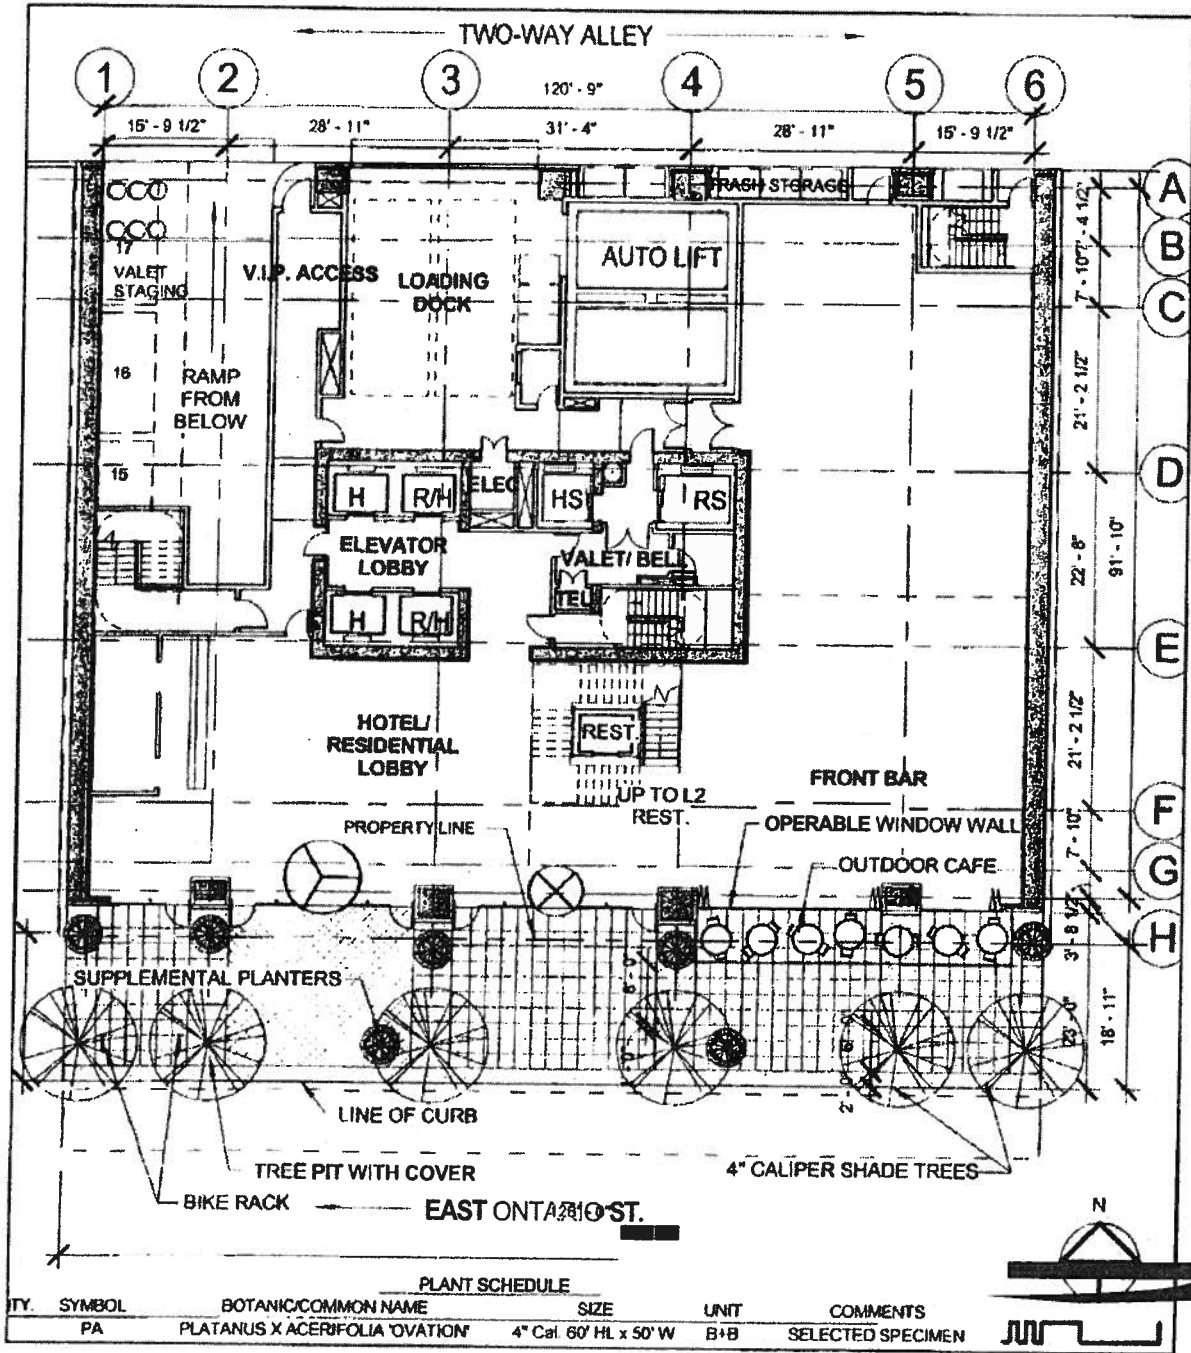 TWO-WAY ALLEY
1 2 3 4 5 6
120' - 9"
15' - 9 1/2" 28' - 11" 31' - 4" 28' - 11" 15' - 9 1/2"
TRASH STORAGE
A
17
VALET
STAGING
V.I.P. ACCESS
LOADING
DOCK
AUTO LIFT
B
7' - 10"
C
16
RAMP
FROM
BELOW
21' - 2 1/2"
15
D
H
R/H
ELEC
HS
RS
ELEVATOR
LOBBY
VALET/ BELL
TEL
22' - 8"
91' - 10"
H
R/H
E
HOTEL/
RESIDENTIAL
LOBBY
REST.
21' - 2 1/2"
FRONT BAR
UP TO L2
REST.
F
PROPERTY LINE
OPERABLE WINDOW WALL
7' - 10"
OUTDOOR CAFE
G
3' - 8 1/2"
H
SUPPLEMENTAL PLANTERS
18' - 11"
LINE OF CURB
TREE PIT WITH COVER
4" CALIPER SHADE TREES
BIKE RACK
EAST ONTARIO ST.
N
PLANT SCHEDULE
TY. SYMBOL BOTANIC/COMMON NAME SIZE UNIT COMMENTS
PA PLATANUS X ACERIFOLIA 'OVATION' 4" Cal. 60' Ht. x 50' W B+B SELECTED SPECIMEN